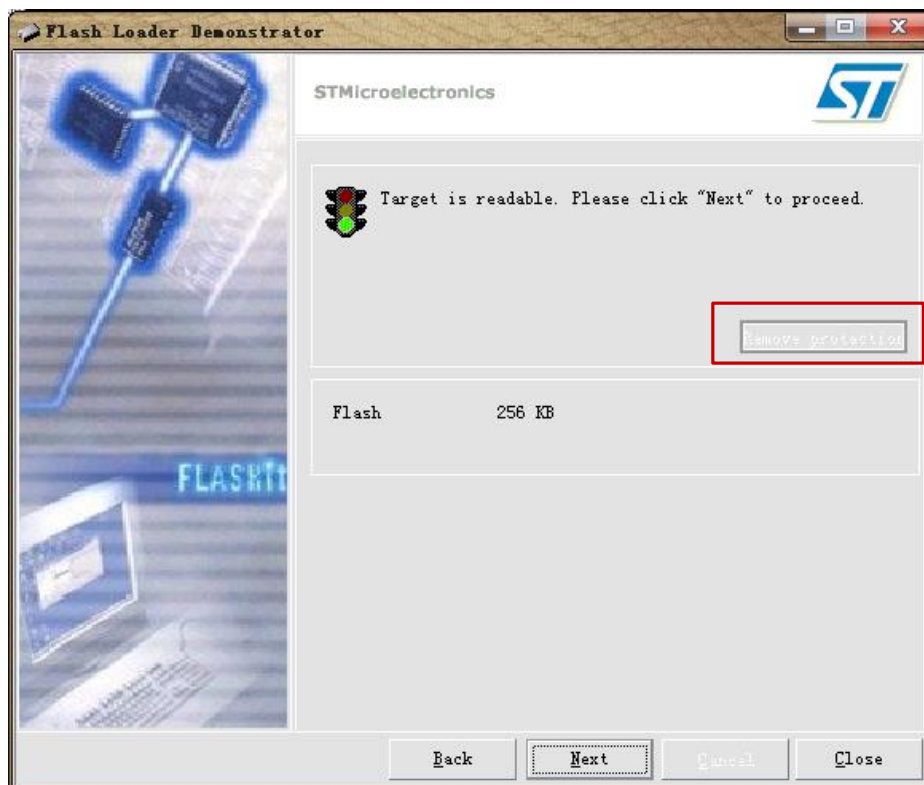 Flash Loader Demonstrator
STMicroelectronics
ST
Target is readable. Please click "Next" to proceed.
Remove protection
Flash 256 KB
FLASHIt
Back Next Cancel Close